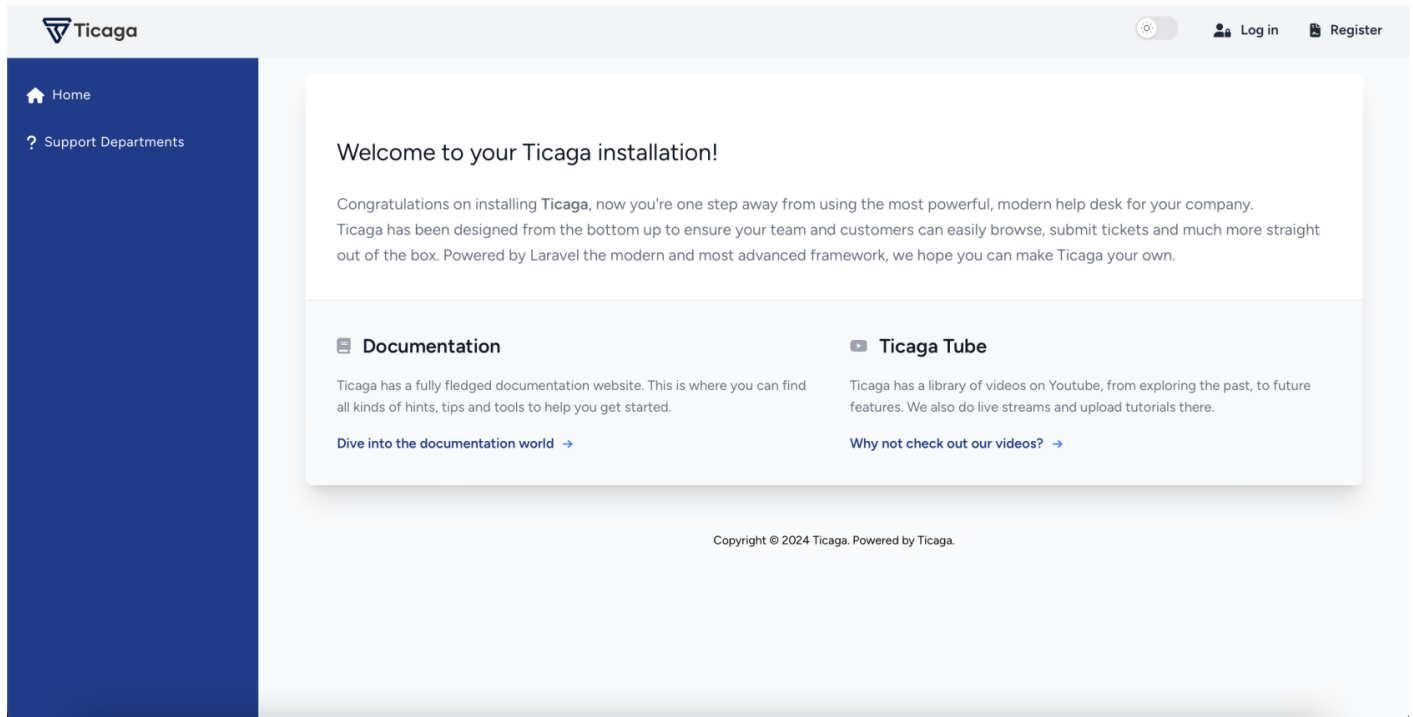 Ticaga
Log in
Register
Home
? Support Departments
Welcome to your Ticaga installation!
Congratulations on installing Ticaga, now you're one step away from using the most powerful, modern help desk for your company.
Ticaga has been designed from the bottom up to ensure your team and customers can easily browse, submit tickets and much more straight
out of the box. Powered by Laravel the modern and most advanced framework, we hope you can make Ticaga your own.
Documentation
Ticaga has a fully fledged documentation website. This is where you can find
all kinds of hints, tips and tools to help you get started.
Dive into the documentation world →
Ticaga Tube
Ticaga has a library of videos on Youtube, from exploring the past, to future
features. We also do live streams and upload tutorials there.
Why not check out our videos? →
Copyright © 2024 Ticaga. Powered by Ticaga.